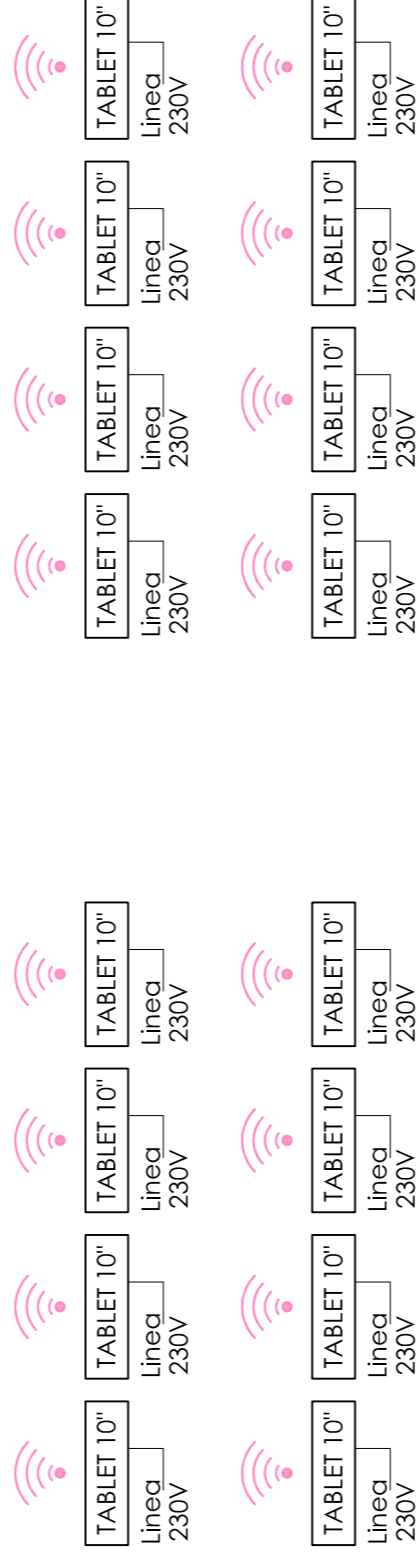 TABLET 10"
Linea
230V
TABLET 10"
Linea
230V
TABLET 10"
Linea
230V
TABLET 10"
Linea
230V
TABLET 10"
Linea
230V
TABLET 10"
Linea
230V
TABLET 10"
Linea
230V
TABLET 10"
Linea
230V
TABLET 10"
Linea
230V
TABLET 10"
Linea
230V
TABLET 10"
Linea
230V
TABLET 10"
Linea
230V
TABLET 10"
Linea
230V
TABLET 10"
Linea
230V
TABLET 10"
Linea
230V
TABLET 10"
Linea
230V